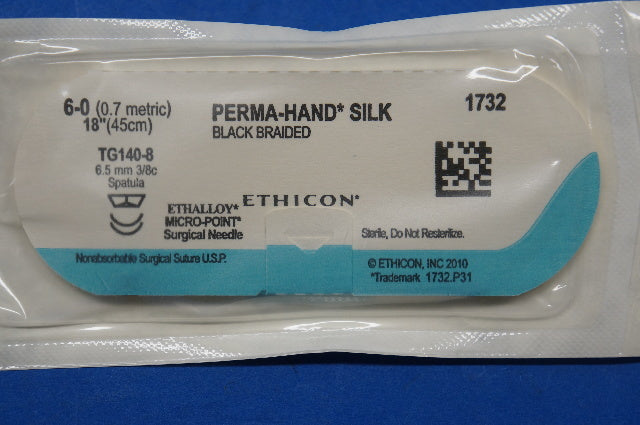 6-0 (0.7 metric)
18"(45cm)
TG140-8
6.5 mm 3/8c
Spatula
PERMA-HAND* SILK
BLACK BRAIDED
1732
ETHALLOY*
MICRO-POINT*
Surgical Needle
ETHICON*
Sterile, Do Not Resterilize.
Nonabsorbable Surgical Suture U.S.P.
© ETHICON, INC 2010
*Trademark 1732.P31